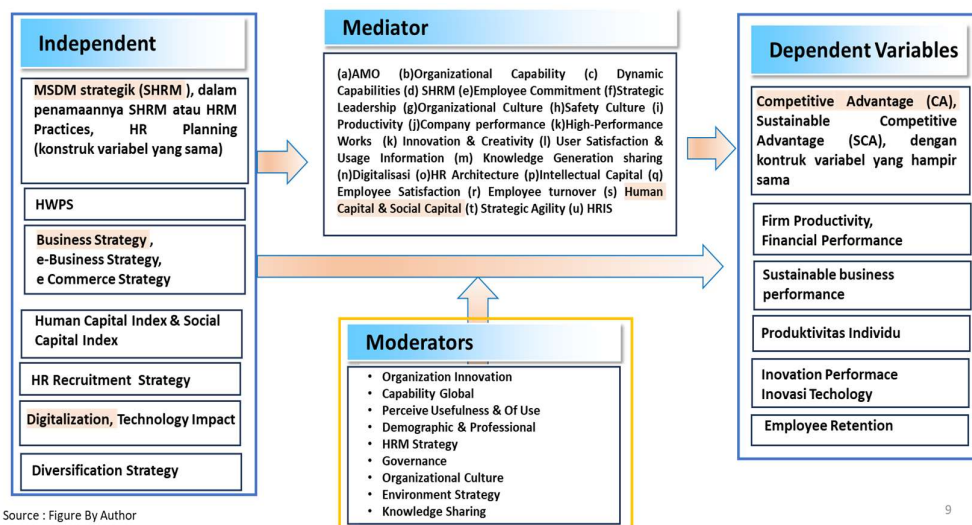 Independent
MSDM strategik (SHRM ), dalam
penamaannya SHRM atau HRM
Practices, HR Planning
(konstruk variabel yang sama)
HWPS
Business Strategy ,
e-Business Strategy,
e Commerce Strategy
Human Capital Index & Social
Capital Index
HR Recruitment Strategy
Digitalization, Technology Impact
Diversification Strategy
Mediator
(a)AMO (b)Organizational Capability (c) Dynamic
Capabilities (d) SHRM (e)Employee Commitment (f)Strategic
Leadership (g)Organizational Culture (h)Safety Culture (i)
Productivity (j)Company performance (k)High-Performance
Works (k) Innovation & Creativity (l) User Satisfaction &
Usage Information (m) Knowledge Generation sharing
(n)Digitalisasi (o)HR Architecture (p)Intellectual Capital (q)
Employee Satisfaction (r) Employee turnover (s) Human
Capital & Social Capital (t) Strategic Agility (u) HRIS
Moderators
• Organization Innovation
• Capability Global
• Perceive Usefulness & Of Use
• Demographic & Professional
• HRM Strategy
• Governance
• Organizational Culture
• Environment Strategy
• Knowledge Sharing
Dependent Variables
Competitive Advantage (CA),
Sustainable Competitive
Advantage (SCA), dengan
kontruk variabel yang hampir
sama
Firm Productivity,
Financial Performance
Sustainable business
performance
Produktivitas Individu
Inovation Performace
Inovasi Techology
Employee Retention
Source : Figure By Author
9